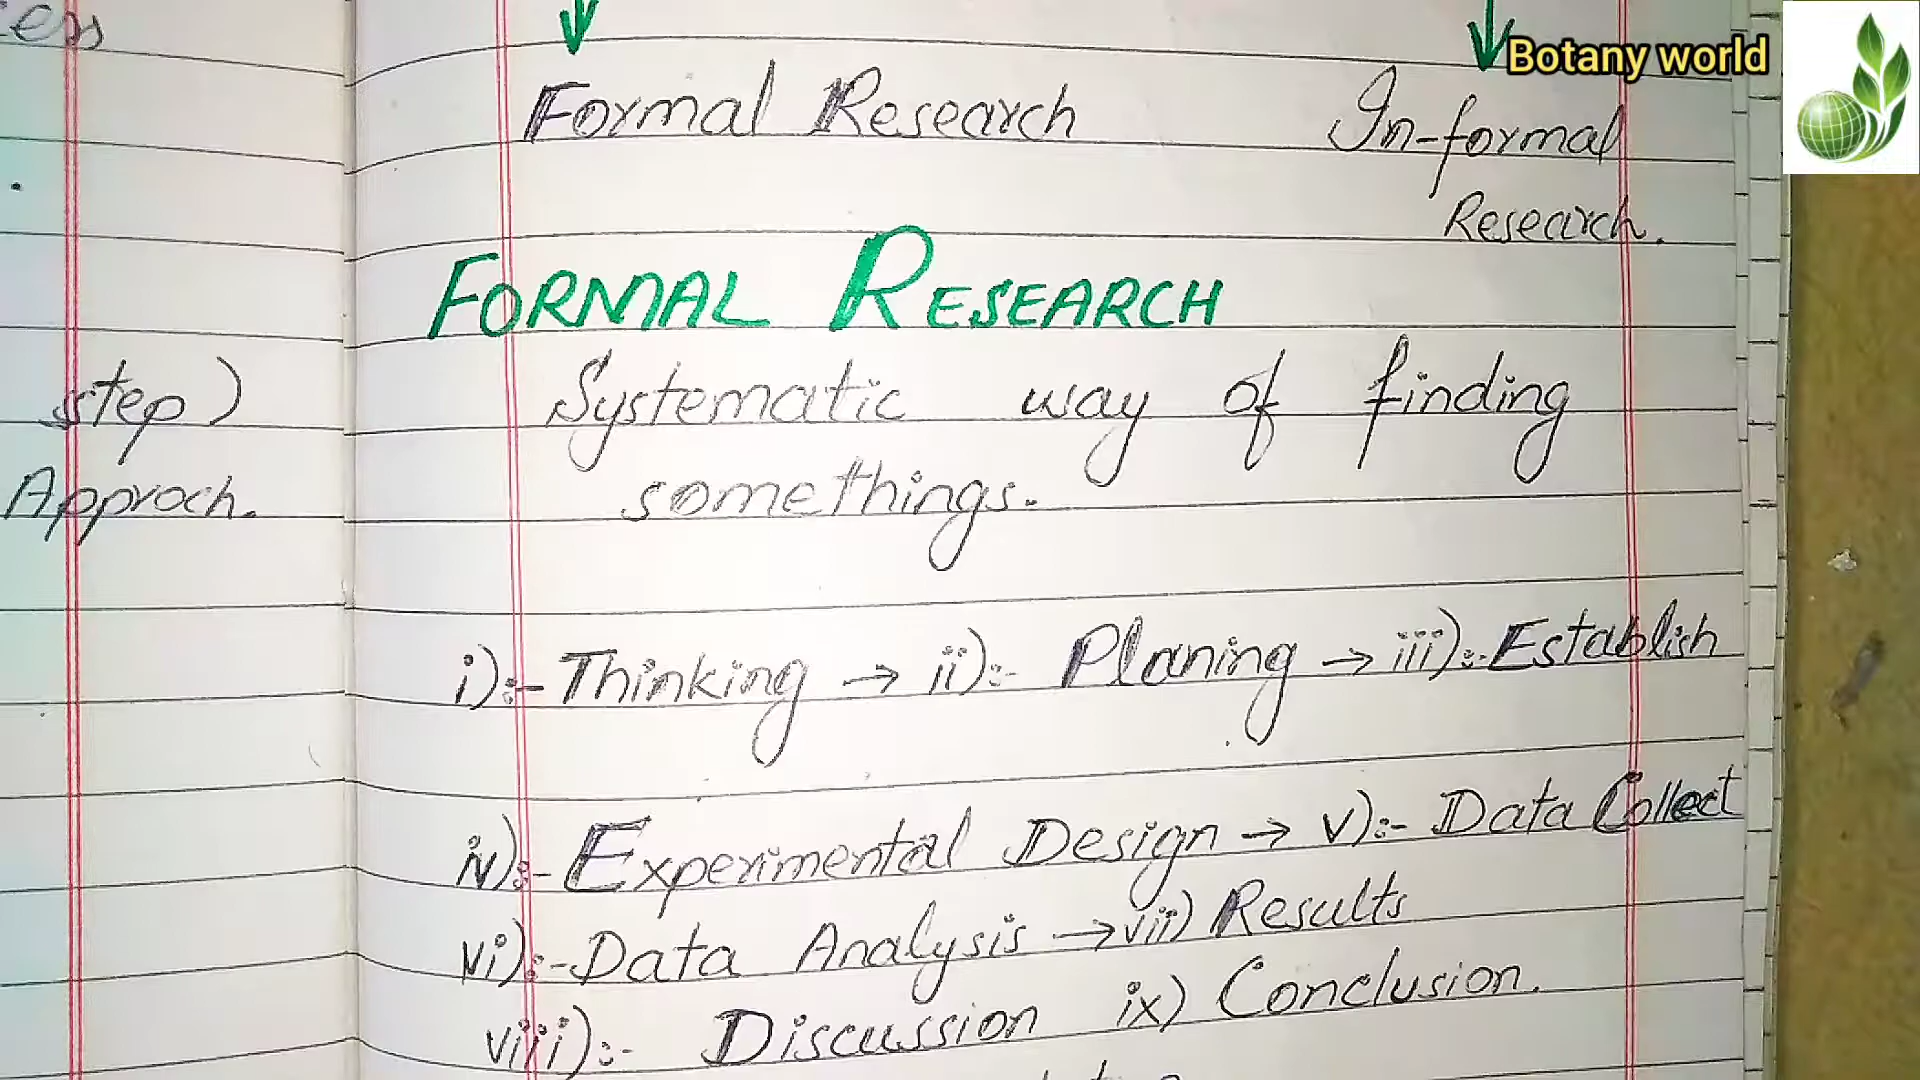 Botany world
Formal Research
In-formal
Research.
FORMAL RESEARCH
Systematic way of finding
somethings.
i):- Thinking → ii):- Planing → iii):- Establish
iv):- Experimental Design → v):- Data Collect
vi):- Data Analysis → vii) Results
viii):- Discussion ix) Conclusion.
step)
Approch.